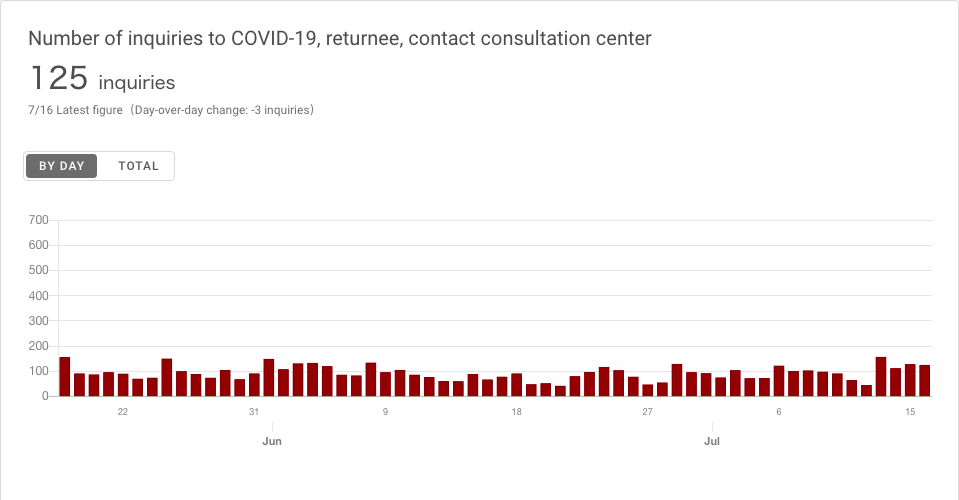 Number of inquiries to COVID-19, returnee, contact consultation center
125 inquiries
7/16 Latest figure（Day-over-day change: -3 inquiries）
BY DAY TOTAL
700
600
500
400
300
200
100
0
22 31 9 18 27 6 15
Jun Jul